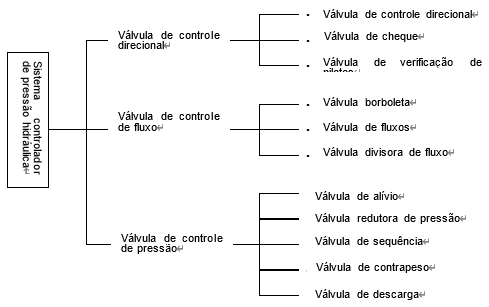 Sistema controlador
de pressão hidráulica
Válvula de controle
direcional
Válvula de controle direcional
Válvula de cheque
Válvula de verificação de
pilotos
Válvula de controle
de fluxo
Válvula borboleta
Válvula de fluxos
Válvula divisora de fluxo
Válvula de controle
de pressão
Válvula de alívio
Válvula redutora de pressão
Válvula de sequência
Válvula de contrapeso
Válvula de descarga